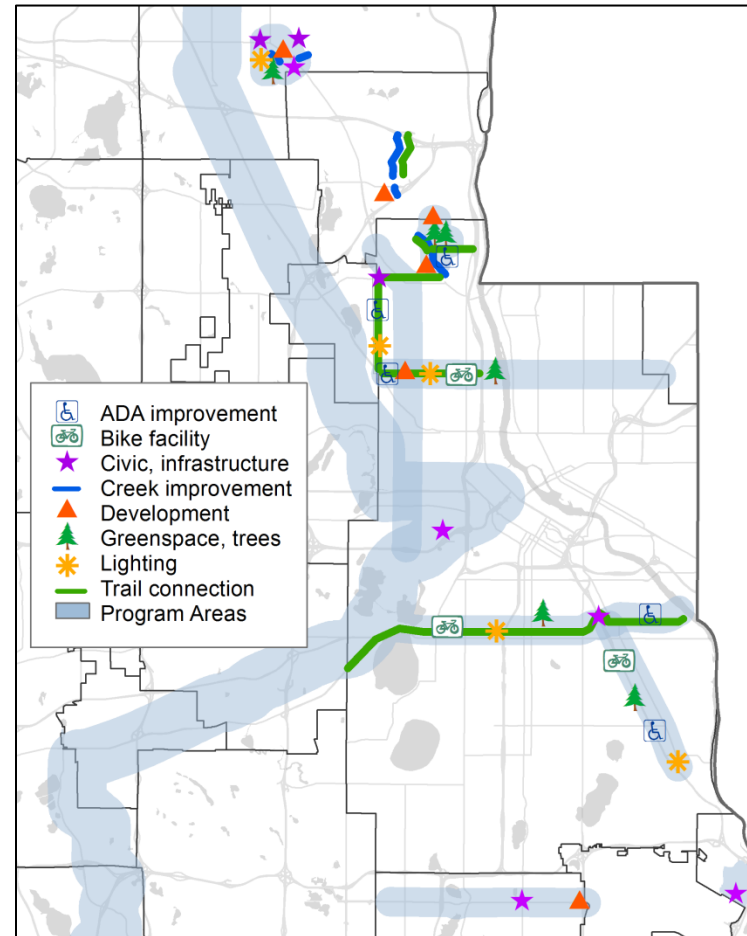 ADA improvement
Bike facility
Civic, infrastructure
Creek improvement
Development
Greenspace, trees
Lighting
Trail connection
Program Areas